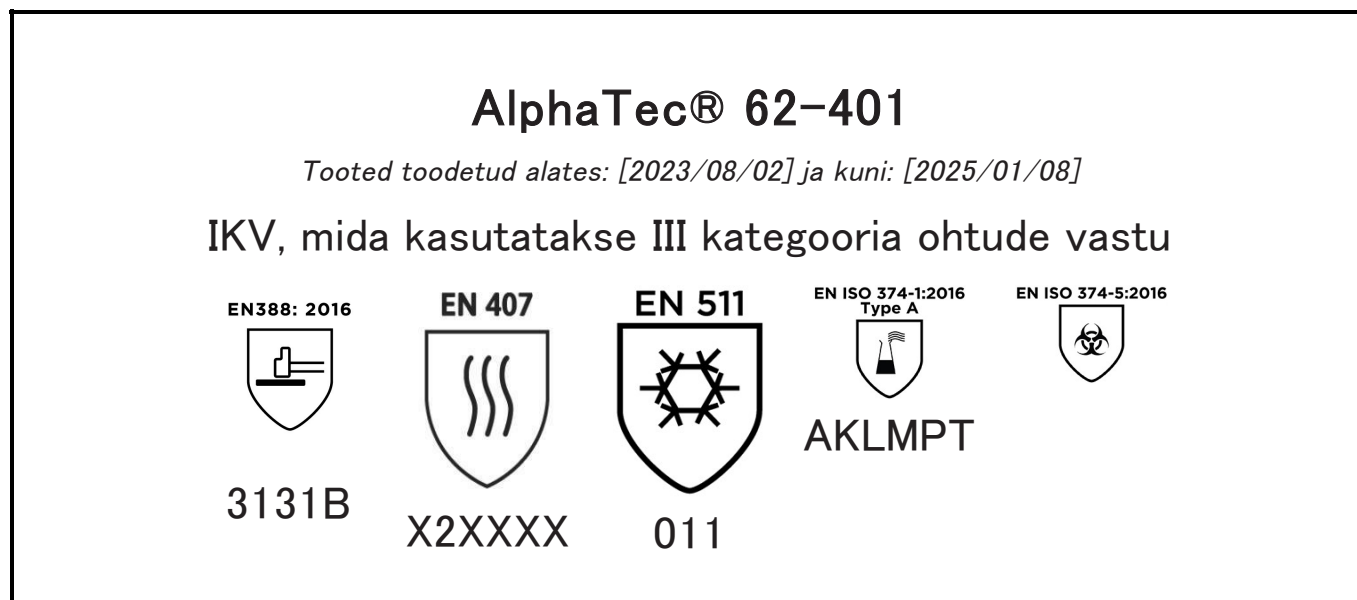 AlphaTec® 62-401
Tooted toodetud alates: [2023/08/02] ja kuni: [2025/01/08]
IKV, mida kasutatakse III kategooria ohtude vastu
EN388: 2016
3131B
EN 407
X2XXXX
EN 511
011
EN ISO 374-1:2016
Type A
AKLMPT
EN ISO 374-5:2016